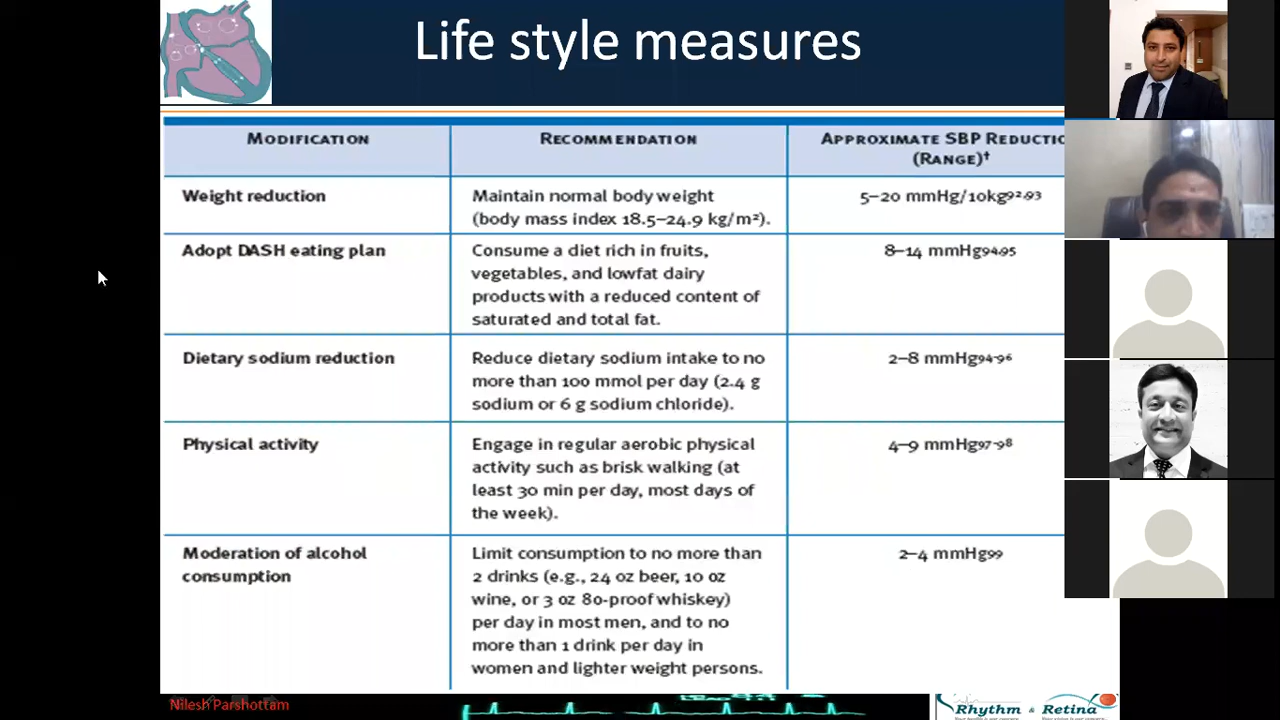 Life style measures
MODIFICATION
RECOMMENDATION
APPROXIMATE SBP REDUCTIO
(RANGE)†
Weight reduction
Maintain normal body weight
(body mass index 18.5–24.9 kg/m²).
5–20 mmHg/10kg92,93
Adopt DASH eating plan
Consume a diet rich in fruits,
vegetables, and lowfat dairy
products with a reduced content of
saturated and total fat.
8–14 mmHg94,95
Dietary sodium reduction
Reduce dietary sodium intake to no
more than 100 mmol per day (2.4 g
sodium or 6 g sodium chloride).
2–8 mmHg94-96
Physical activity
Engage in regular aerobic physical
activity such as brisk walking (at
least 30 min per day, most days of
the week).
4–9 mmHg97-98
Moderation of alcohol
consumption
Limit consumption to no more than
2 drinks (e.g., 24 oz beer, 10 oz
wine, or 3 oz 80-proof whiskey)
per day in most men, and to no
more than 1 drink per day in
women and lighter weight persons.
2–4 mmHg99
Nilesh Parshottam
Rhythm & Retina